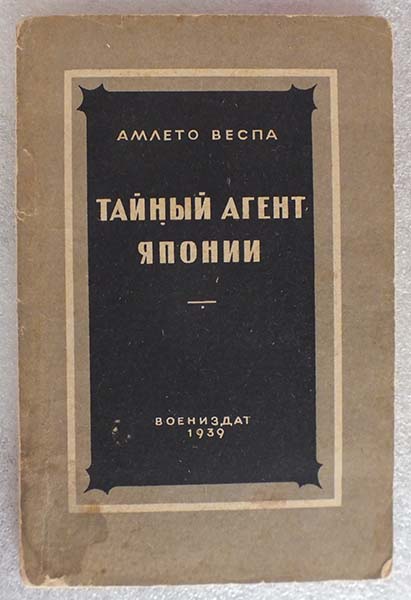 АМЛЕТО ВЕСПА
ТАЙНЫЙ АГЕНТ
ЯПОНИИ
ВОЕНИЗДАТ
1939